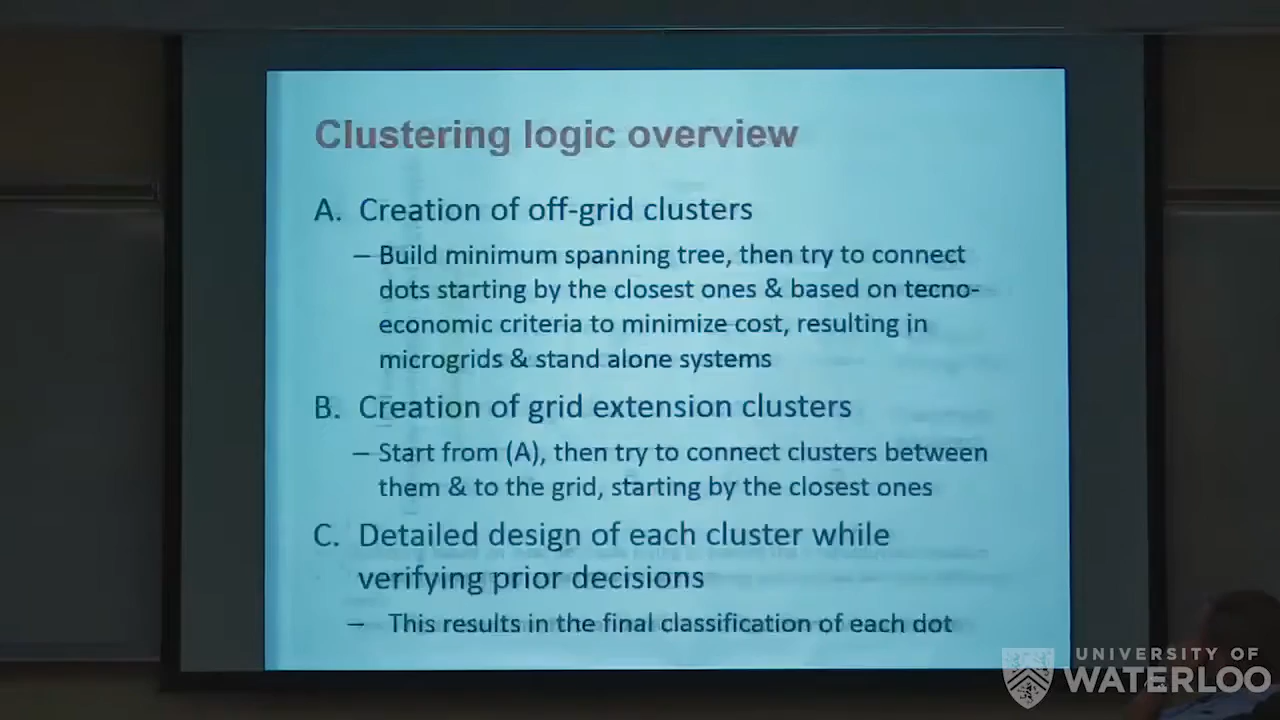 Clustering logic overview
A. Creation of off-grid clusters
– Build minimum spanning tree, then try to connect
dots starting by the closest ones & based on tecno-
economic criteria to minimize cost, resulting in
microgrids & stand alone systems
B. Creation of grid extension clusters
– Start from (A), then try to connect clusters between
them & to the grid, starting by the closest ones
C. Detailed design of each cluster while
verifying prior decisions
– This results in the final classification of each dot
UNIVERSITY OF
WATERLOO